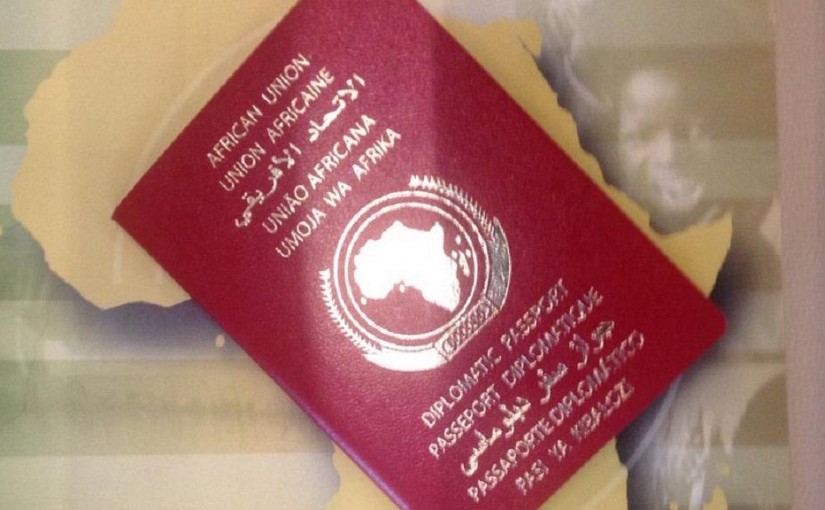 AFRICAN UNION
UNION AFRICAINE
الاتحاد الأفريقي
UNIÃO AFRICANA
UMOJA WA AFRIKA
DIPLOMATIC PASSPORT
PASSEPORT DIPLOMATIQUE
جواز سفر دبلوماسي
PASSAPORTE DIPLOMÁTICO
PASI YA KIBALOZI